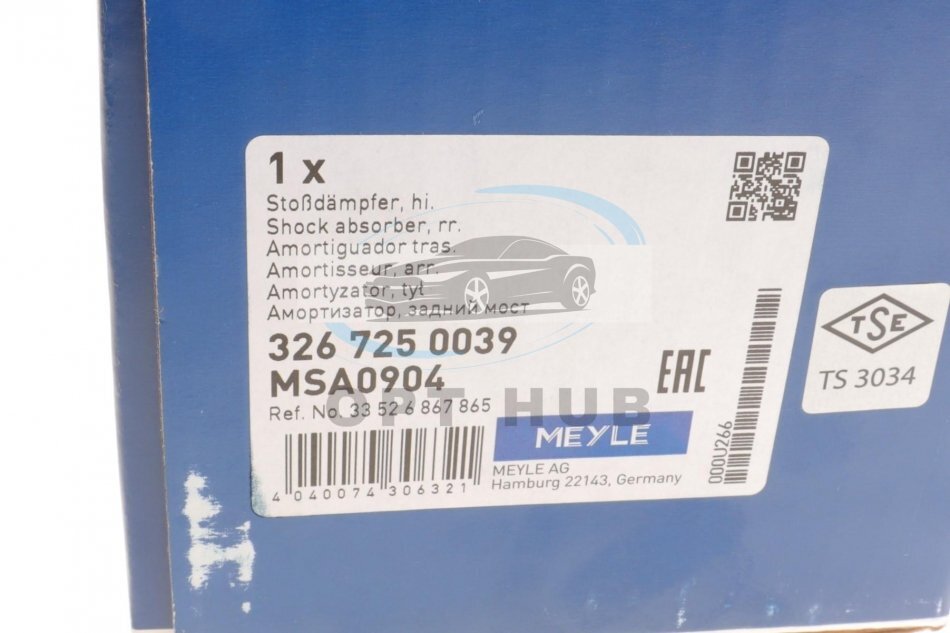 1 x
Stoßdämpfer, hi.
Shock absorber, rr.
Amortiguador tras.
Amortisseur, arr.
Amortyzator, tył
Амортизатор, задний мост
326 725 0039
MSA0904
Ref. No. 33 52 6 867 865
OPT HUB
EAC
MEYLE
MEYLE AG
Hamburg 22143, Germany
4 040074 306321
000U266
TSE
TS 3034